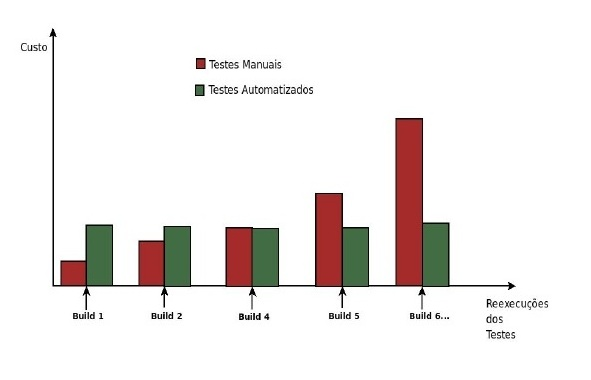 Custo
Testes Manuais
Testes Automatizados
Build 1
Build 2
Build 4
Build 5
Build 6...
Reexecuções
dos
Testes